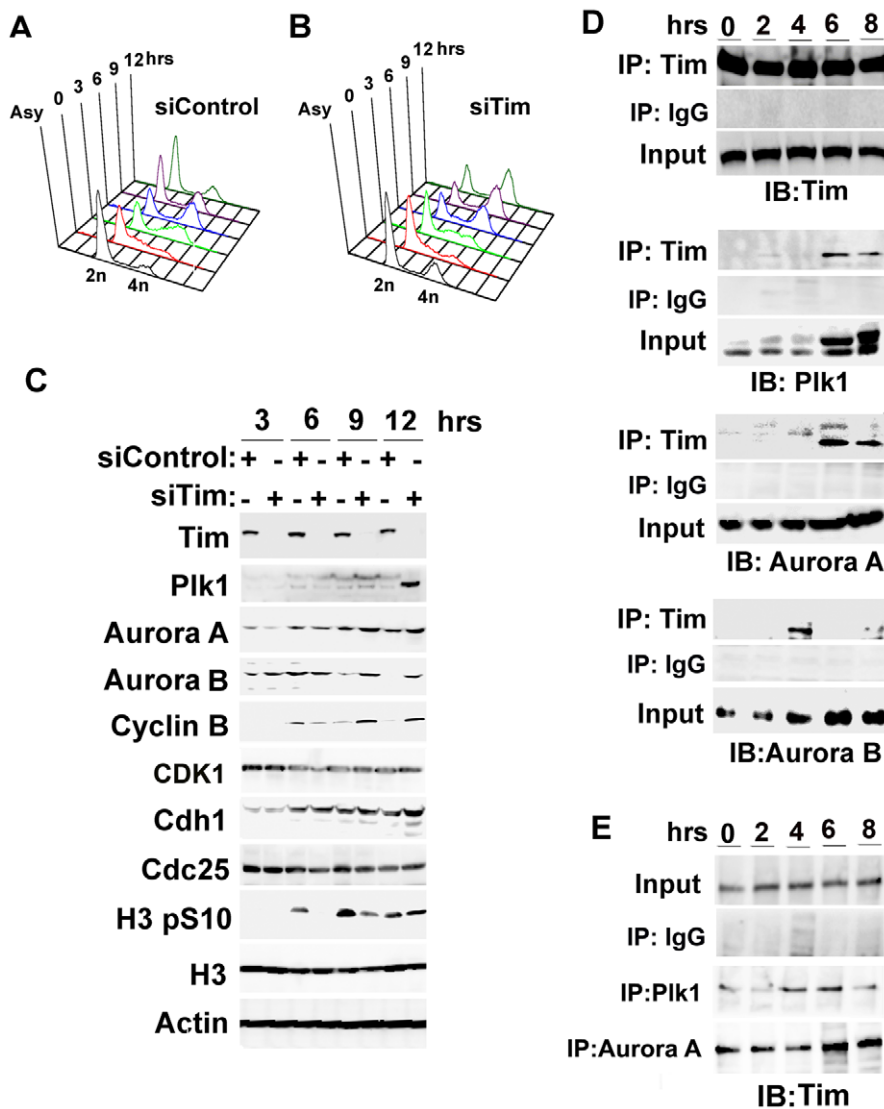 A
Asy 0 3 6 9 12 hrs
siControl
2n 4n
B
Asy 0 3 6 9 12 hrs
siTim
2n 4n
C
3 6 9 12 hrs
siControl: + - + - + - + -
siTim: - + - + - + - +
Tim
Plk1
Aurora A
Aurora B
Cyclin B
CDK1
Cdh1
Cdc25
H3 pS10
H3
Actin
D
hrs 0 2 4 6 8
IP: Tim
IP: IgG
Input
IB:Tim
IP: Tim
IP: IgG
Input
IB: Plk1
IP: Tim
IP: IgG
Input
IB: Aurora A
IP: Tim
IP: IgG
Input
IB:Aurora B
E
hrs 0 2 4 6 8
Input
IP: IgG
IP:Plk1
IP:Aurora A
IB:Tim